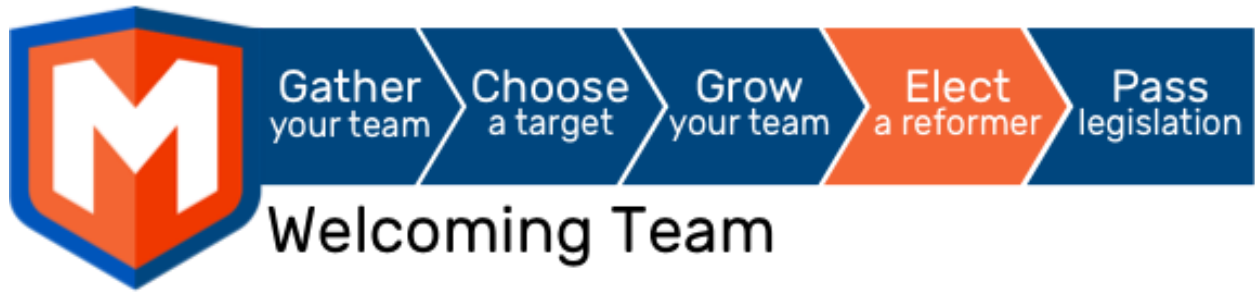 M
Gather
your team
Choose
a target
Grow
your team
Elect
a reformer
Pass
legislation
Welcoming Team